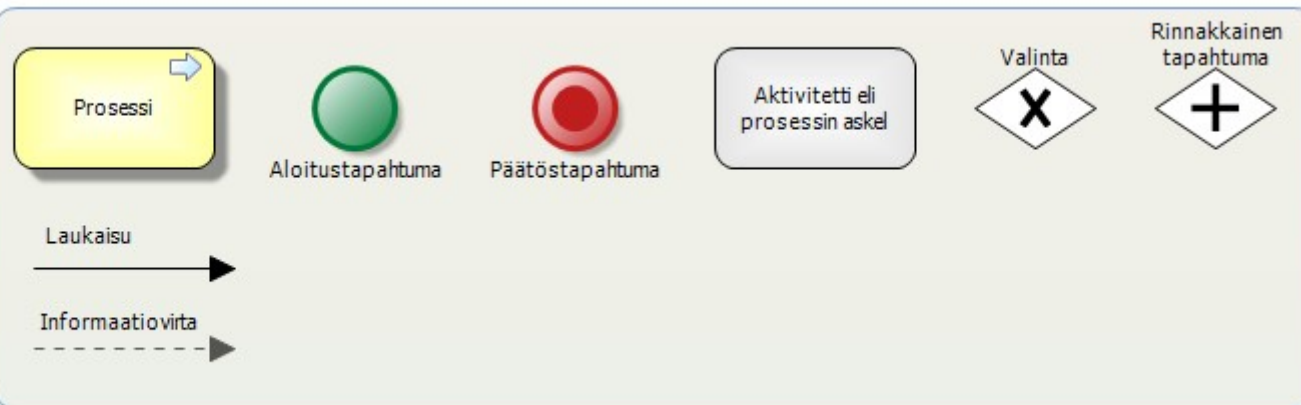 Prosessi
Aloitustapahtuma
Päätöstapahtuma
Aktivitetti eli
prosessin askel
Valinta
Rinnakkainen
tapahtuma
Laukaisu
Informaatiovirta